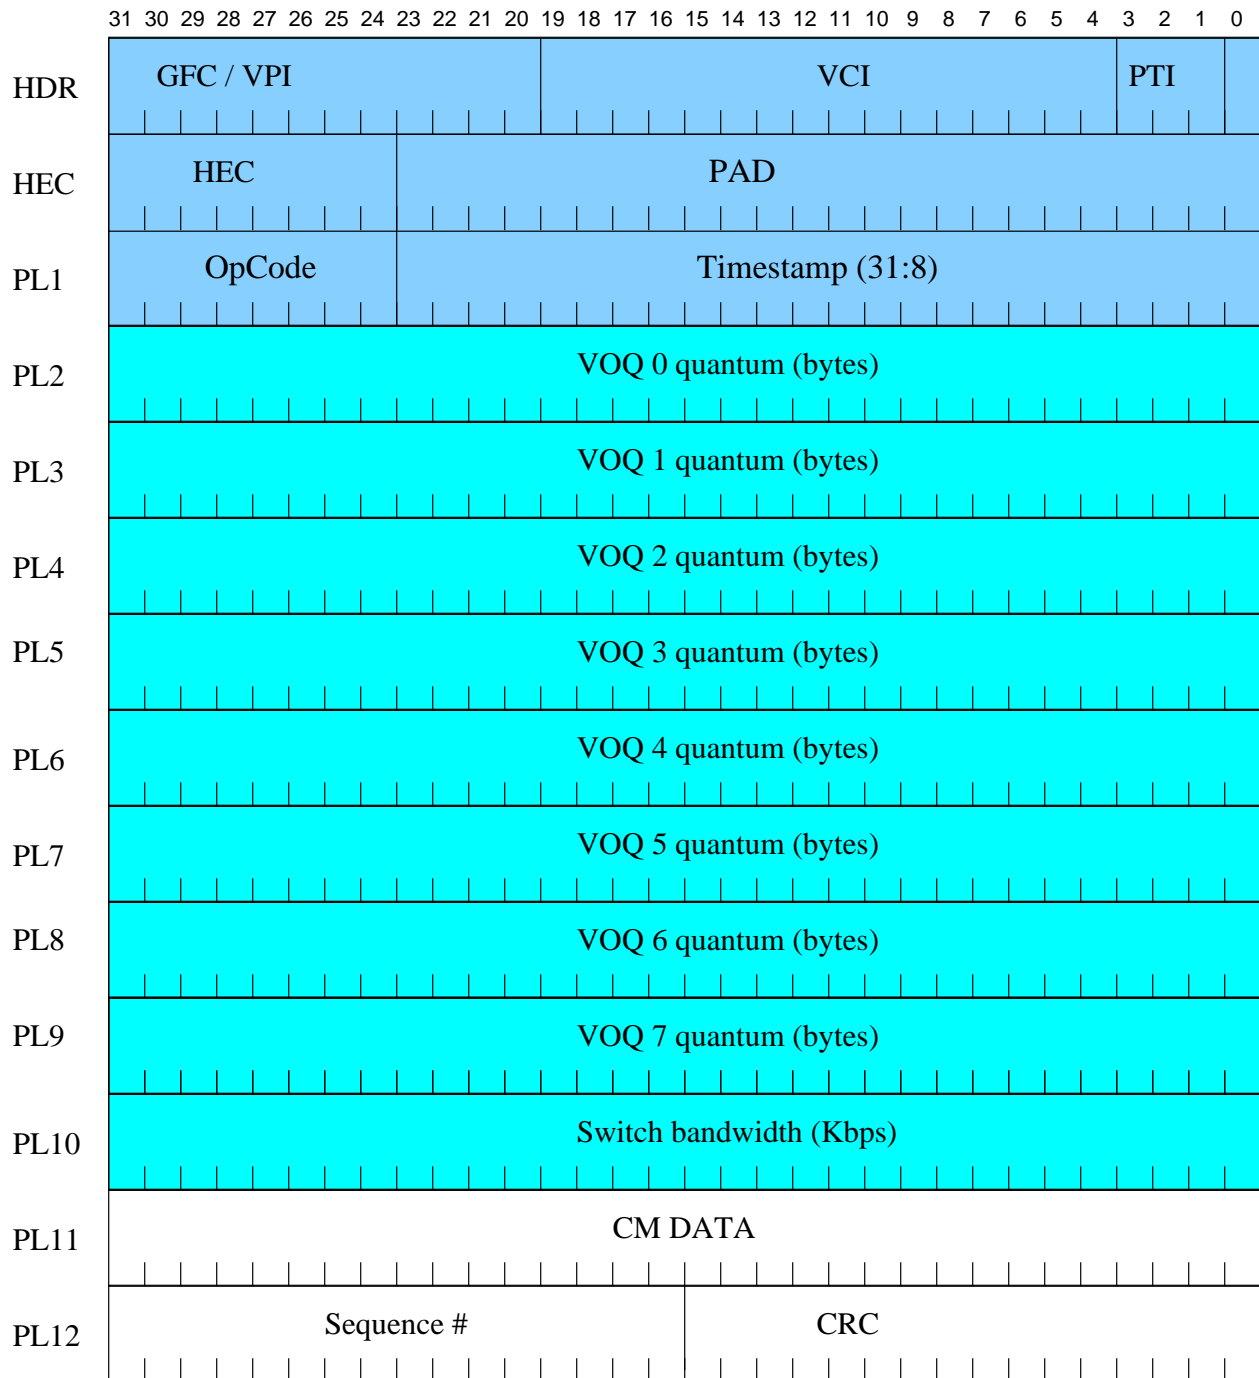 31 30 29 28 27 26 25 24 23 22 21 20 19 18 17 16 15 14 13 12 11 10 9 8 7 6 5 4 3 2 1 0
HDR GFC / VPI VCI PTI
HEC HEC PAD
PL1 OpCode Timestamp (31:8)
PL2 VOQ 0 quantum (bytes)
PL3 VOQ 1 quantum (bytes)
PL4 VOQ 2 quantum (bytes)
PL5 VOQ 3 quantum (bytes)
PL6 VOQ 4 quantum (bytes)
PL7 VOQ 5 quantum (bytes)
PL8 VOQ 6 quantum (bytes)
PL9 VOQ 7 quantum (bytes)
PL10 Switch bandwidth (Kbps)
PL11 CM DATA
PL12 Sequence # CRC